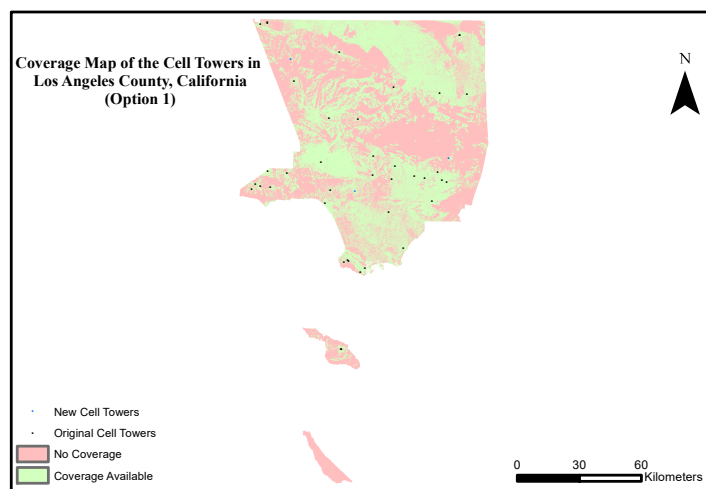 Coverage Map of the Cell Towers in
Los Angeles County, California
(Option 1)
N
New Cell Towers
Original Cell Towers
No Coverage
Coverage Available
0 30 60
Kilometers